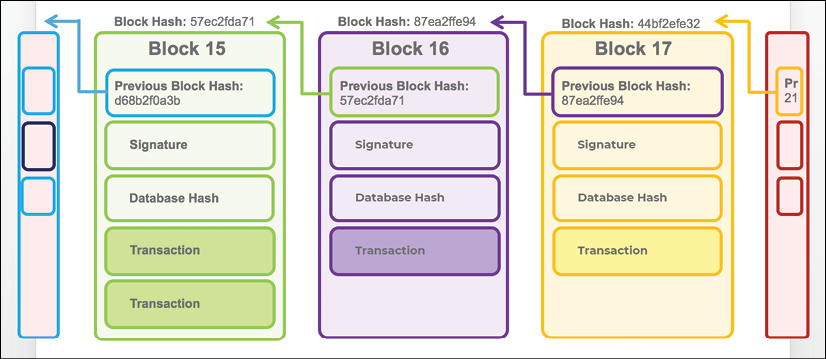 Block Hash: 57ec2fda71
Block Hash: 87ea2ffe94
Block Hash: 44bf2efe32
Block 15
Previous Block Hash:
d68b2f0a3b
Signature
Database Hash
Transaction
Transaction
Block 16
Previous Block Hash:
57ec2fda71
Signature
Database Hash
Transaction
Block 17
Previous Block Hash:
87ea2ffe94
Signature
Database Hash
Transaction
Pr
21